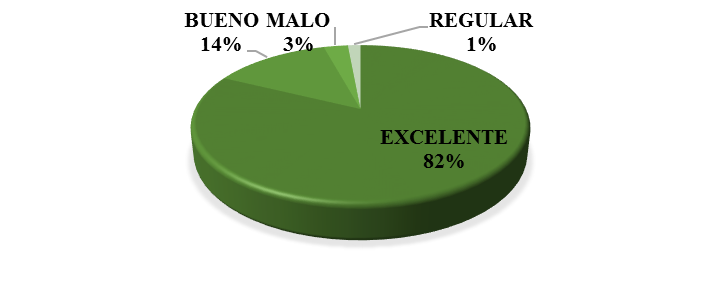 BUENO
14%
MALO
3%
REGULAR
1%
EXCELENTE
82%